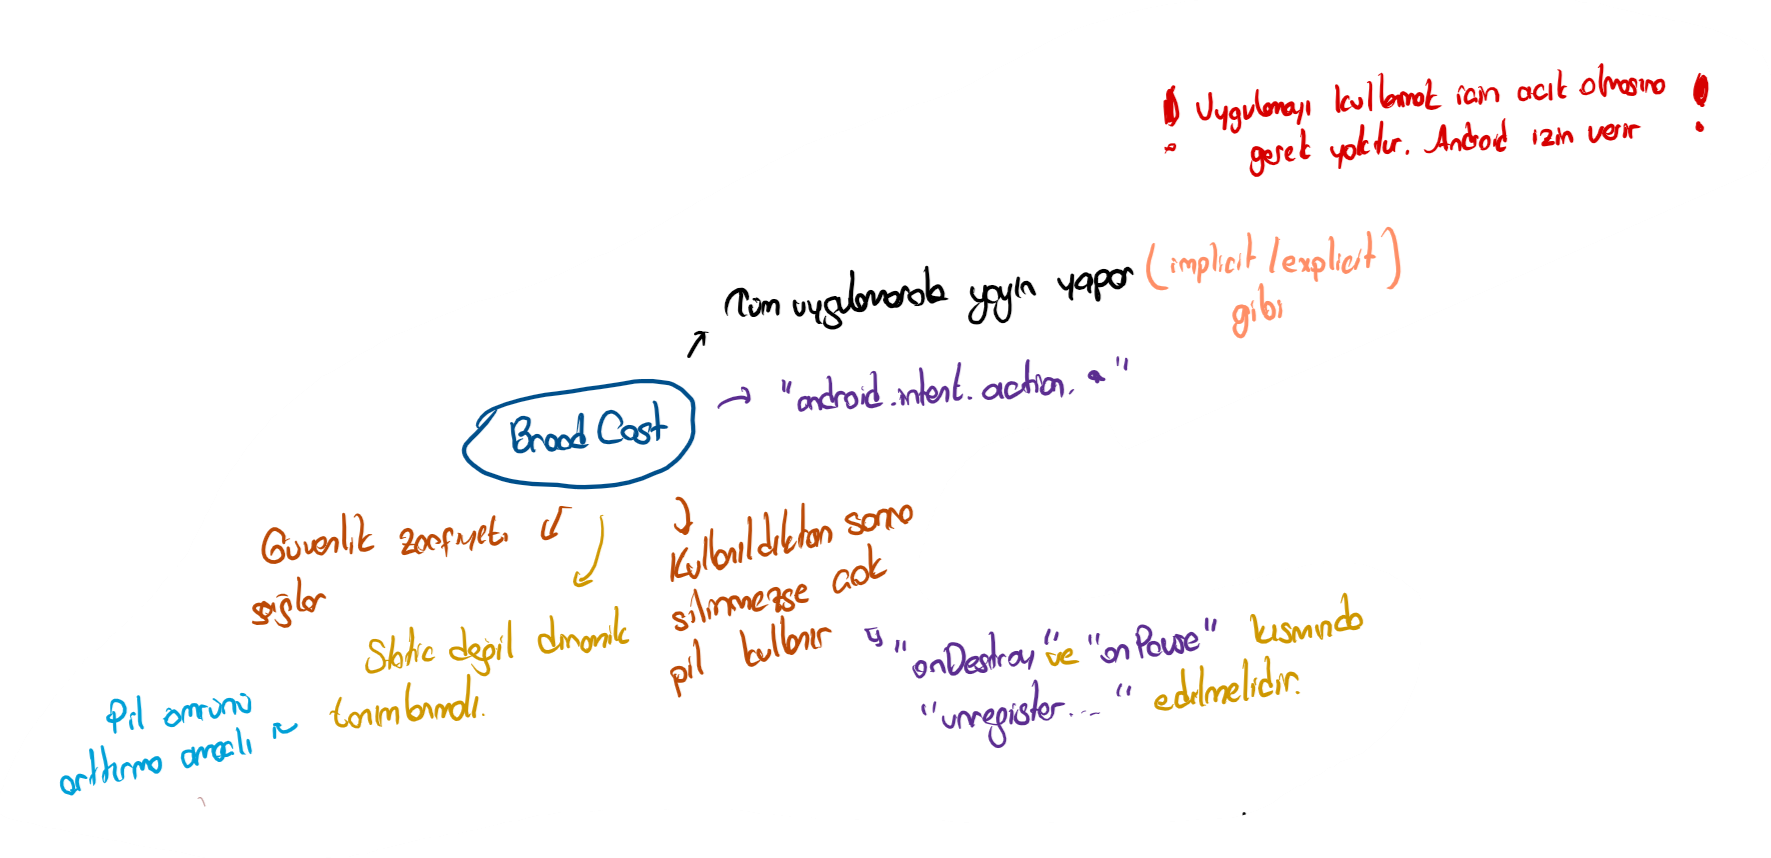 ! Uygulamayı kullanmak için açık olmasına !
gerek yoktur. Android izin verir
Tüm uygulamarala yayın yapar (implicit / explicit)
gibi
"android.intent.action.*"
Broad Cast
Güvenlik zaafiyeti
sağlar
Static değil dinamik
tanımlanmalı.
Pil ömrünü
arttırma amaçlı
Kullanıldıktan sonra
silinmezse çok
pil kullanır
"onDestroy" ve "onPause" kısmında
"unregister..." edilmelidir.